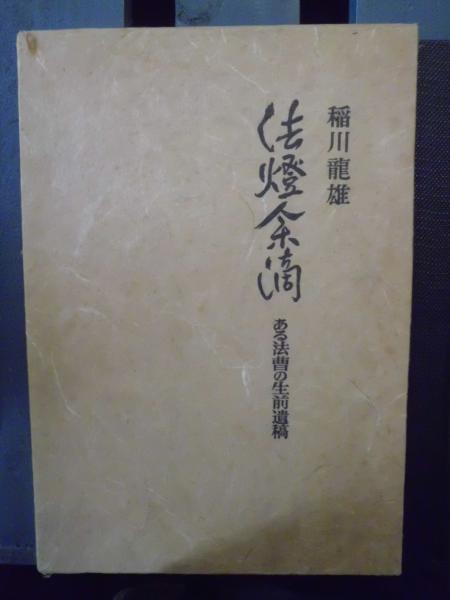 稲川龍雄
法燈余滴
ある法曹の生前遺稿